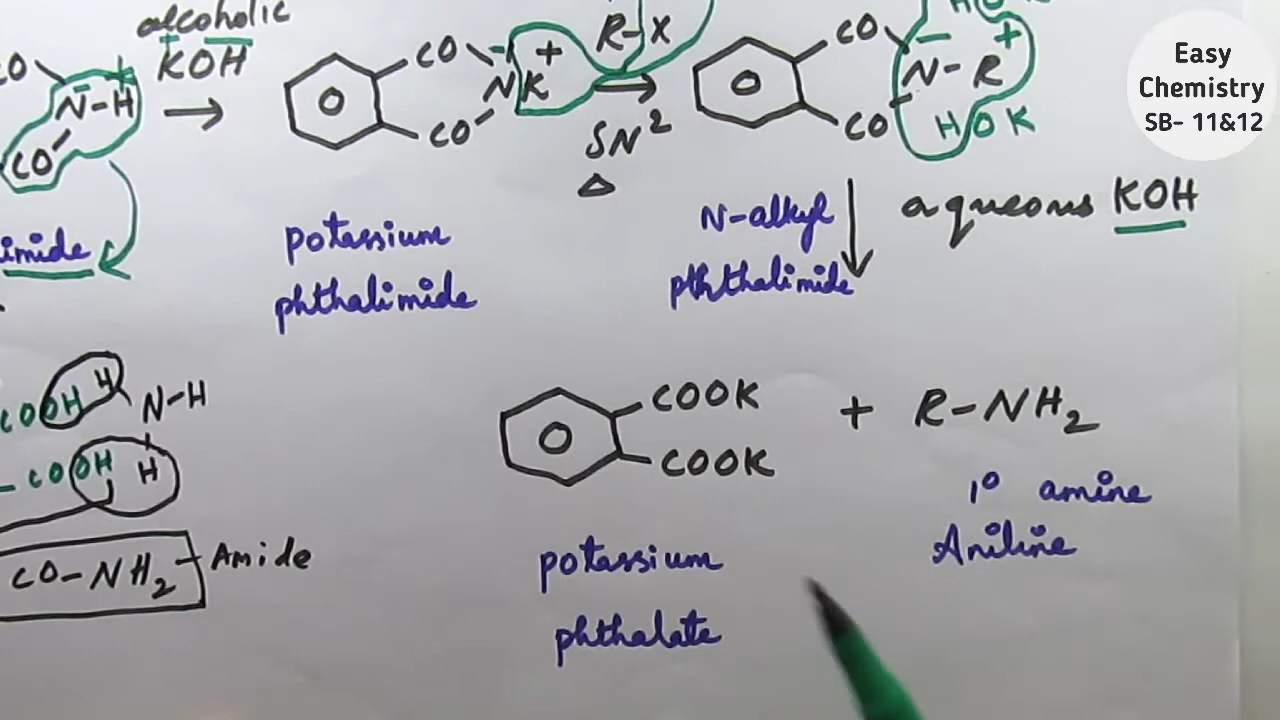 alcoholic
KOH
CO
N-H
CO
imide
CO
N K +
CO
potassium
phthalimide
R-X
SN2
Δ
CO
N-R
CO
HOK
N-alkyl
phthalimide
aqueous KOH
Easy
Chemistry
SB- 11&12
COOH H
N-H
COOH H
CO-NH2
Amide
COOK
COOK
+ R-NH2
1° amine
Aniline
potassium
phthalate